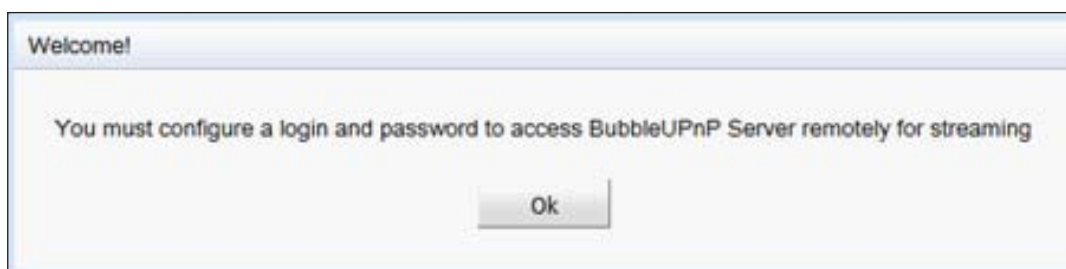 Welcome!
You must configure a login and password to access BubbleUPnP Server remotely for streaming
Ok